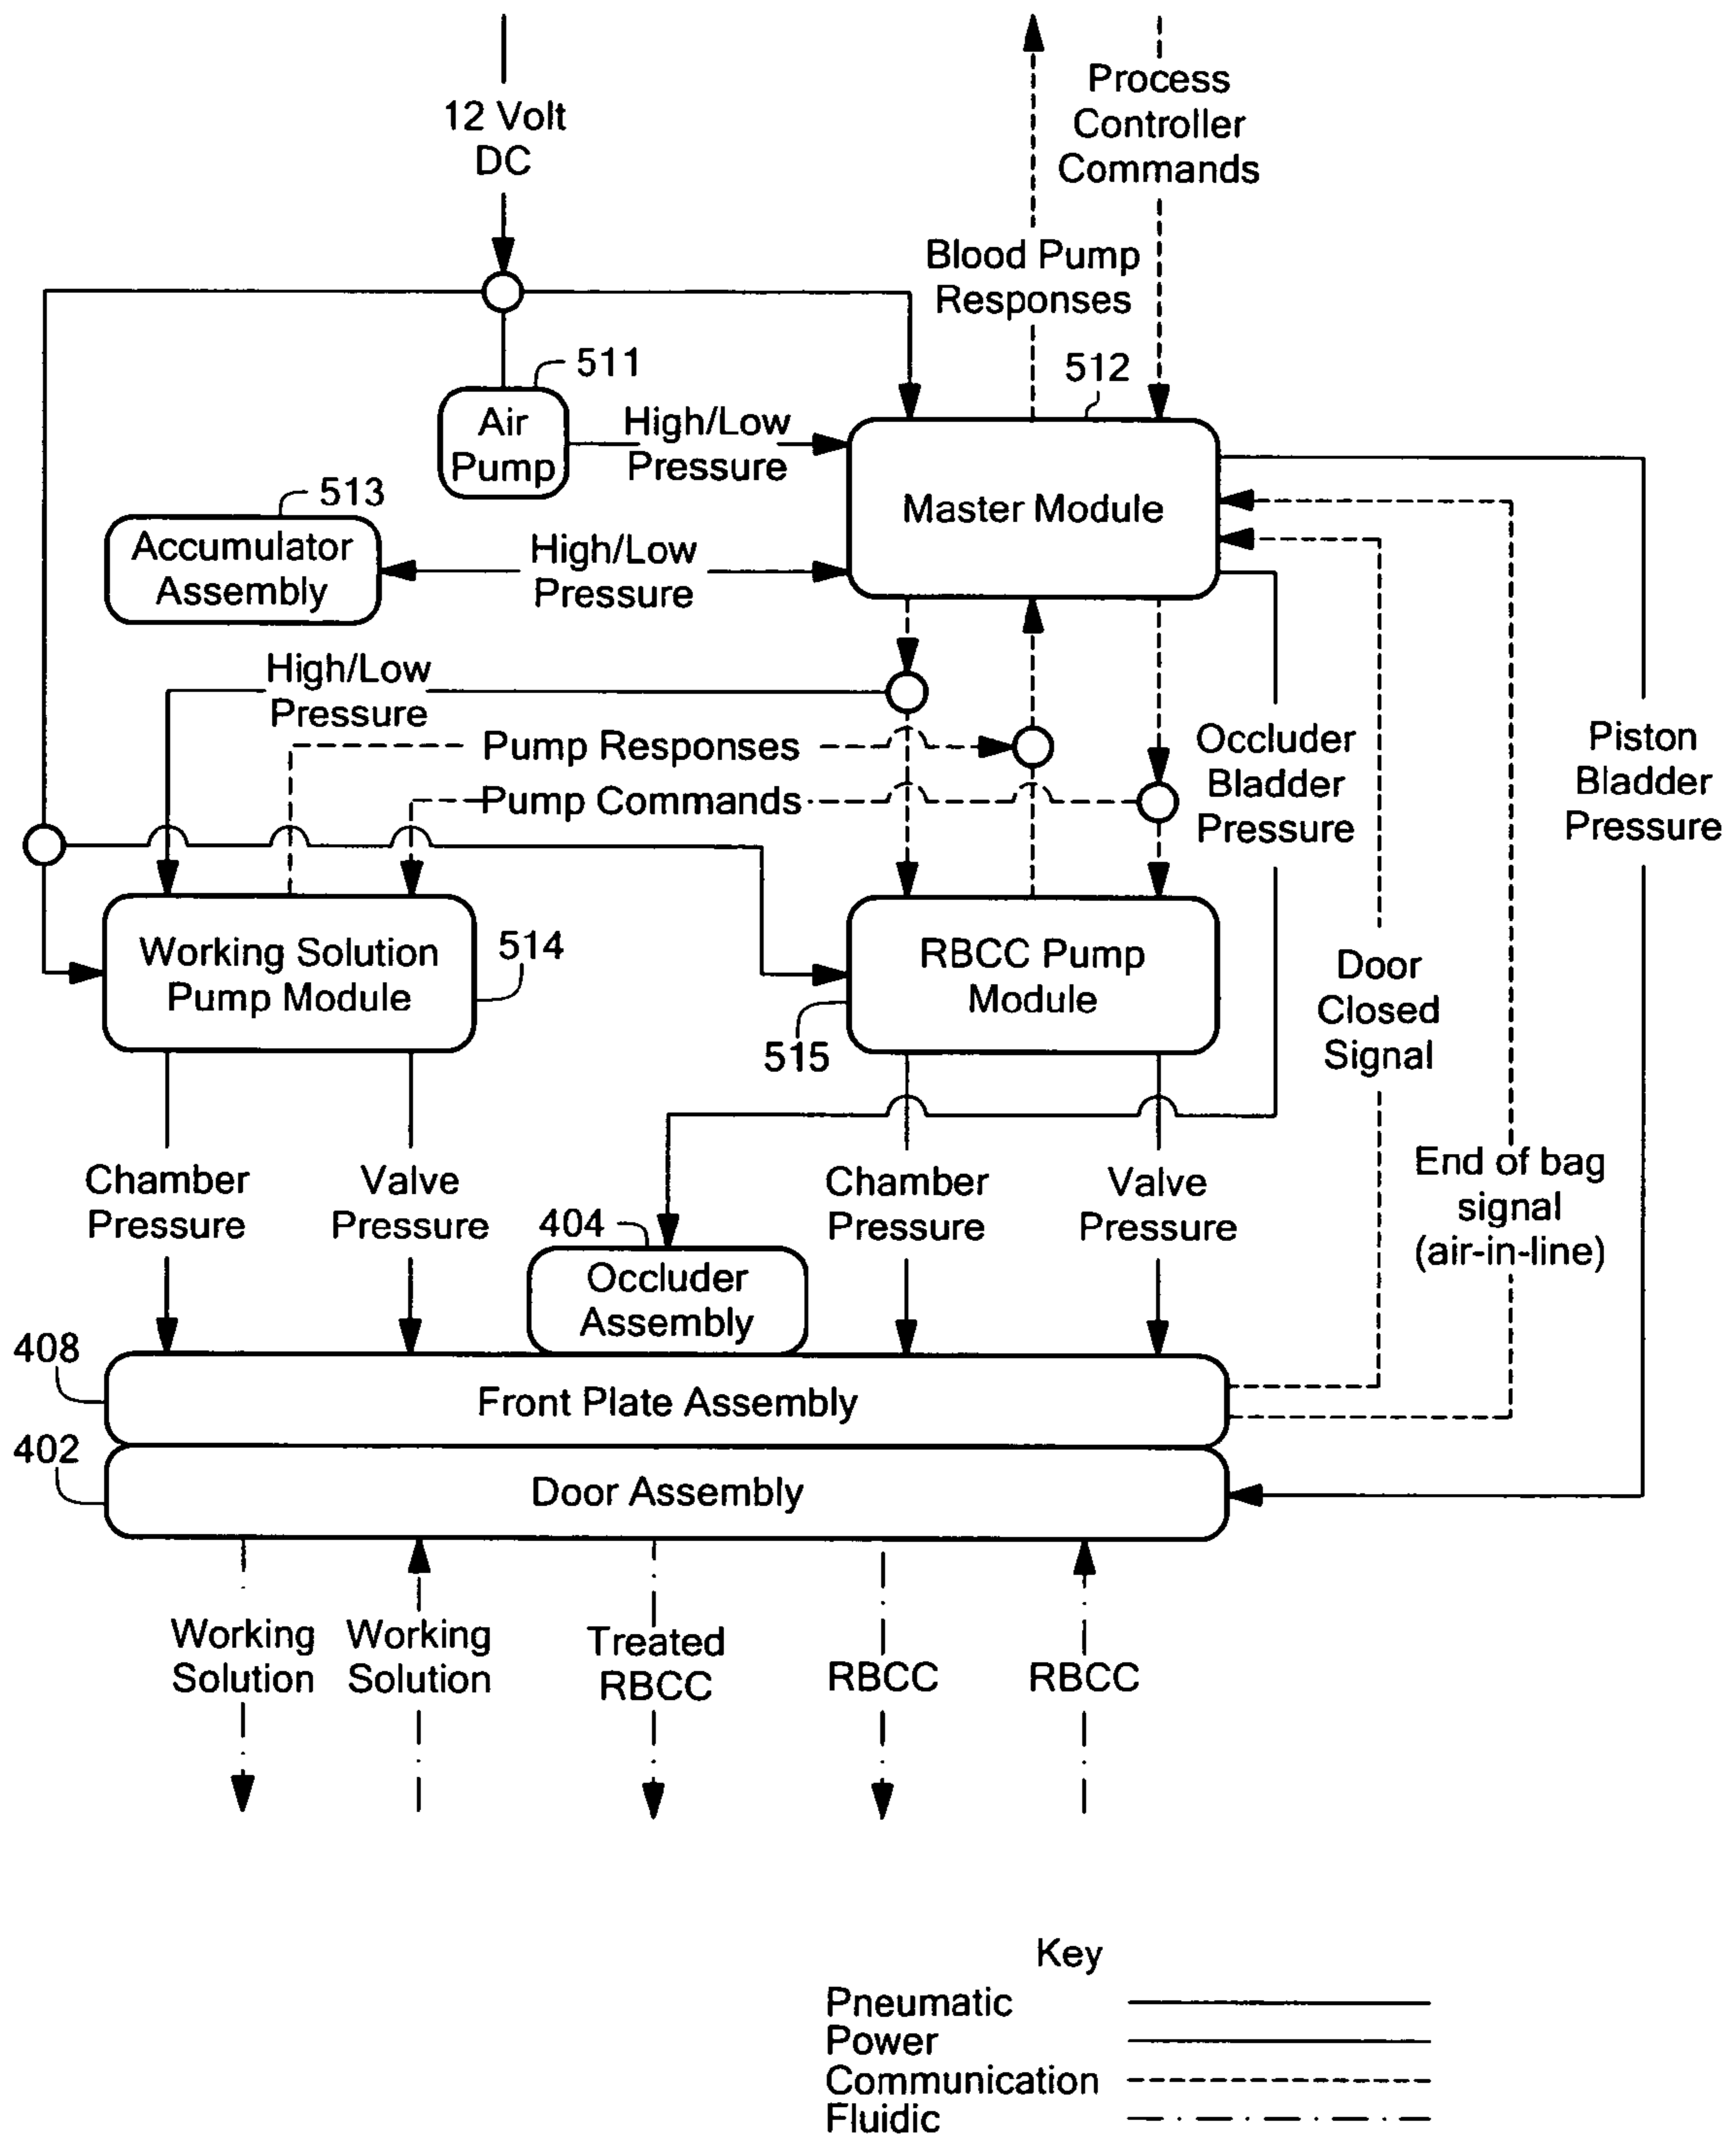 12 Volt
DC
Process
Controller
Commands
Blood Pump
Responses
511
512
Air
Pump
High/Low
Pressure
Master Module
513
Accumulator
Assembly
High/Low
Pressure
High/Low
Pressure
Pump Responses
Pump Commands
Occluder
Bladder
Pressure
Piston
Bladder
Pressure
Working Solution
Pump Module
514
RBCC Pump
Module
515
Door
Closed
Signal
End of bag
signal
(air-in-line)
Chamber
Pressure
Valve
Pressure
404
Occluder
Assembly
Chamber
Pressure
Valve
Pressure
408
Front Plate Assembly
402
Door Assembly
Working
Solution
Working
Solution
Treated
RBCC
RBCC
RBCC
Key
Pneumatic
Power
Communication
Fluidic